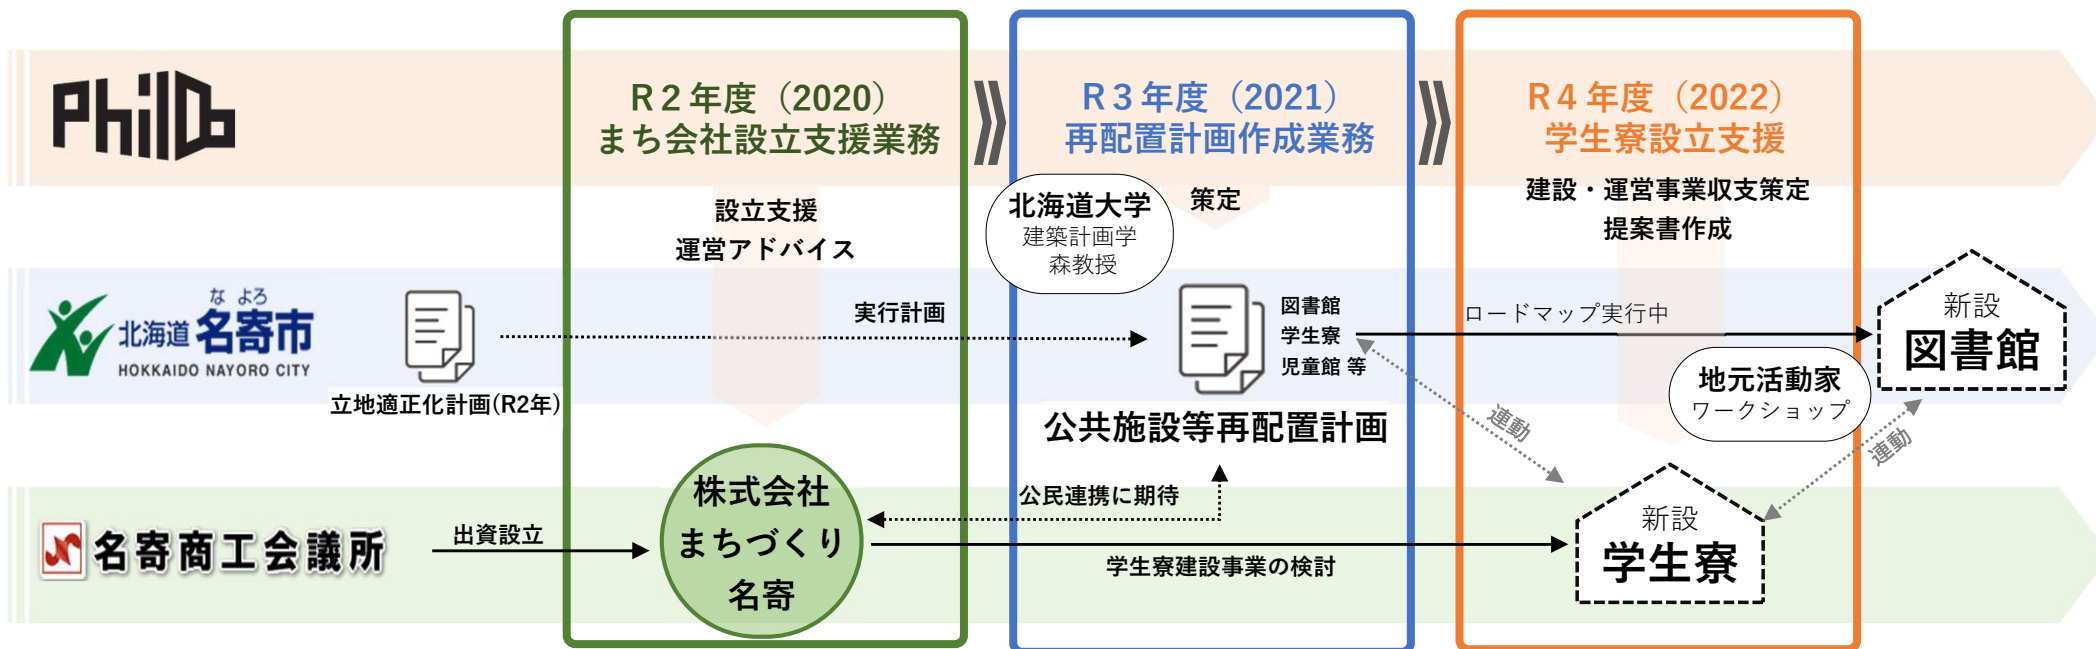 PhilDb
R2年度（2020）
まち会社設立支援業務
R3年度（2021）
再配置計画作成業務
R4年度（2022）
学生寮設立支援
設立支援
運営アドバイス
北海道大学
建築計画学
森教授
策定
建設・運営事業収支策定
提案書作成
な よろ
北海道 名寄市
HOKKAIDO NAYORO CITY
立地適正化計画(R2年)
実行計画
図書館
学生寮
児童館 等
公共施設等再配置計画
ロードマップ実行中
新設
図書館
地元活動家
ワークショップ
連動
連動
名寄商工会議所
出資設立
株式会社
まちづくり
名寄
公民連携に期待
学生寮建設事業の検討
新設
学生寮